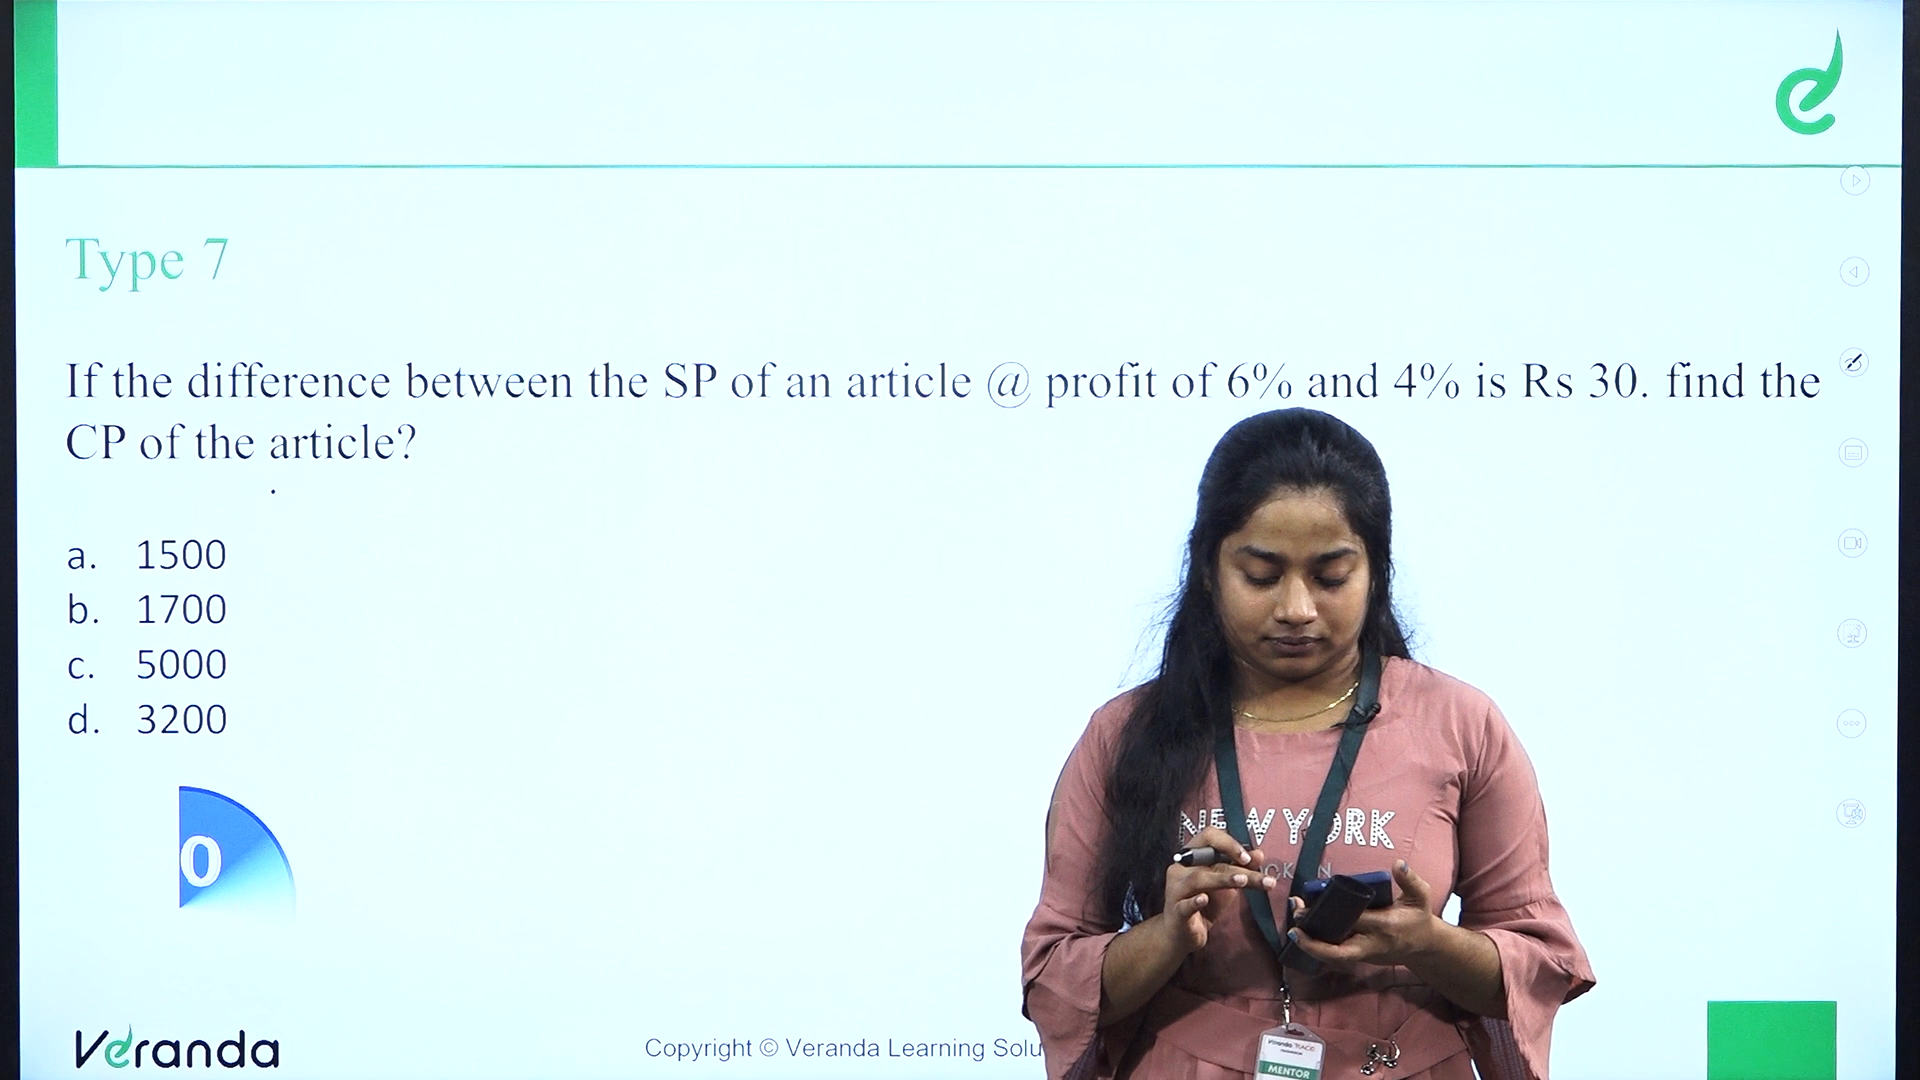 Type 7
If the difference between the SP of an article @ profit of 6% and 4% is Rs 30. find the
CP of the article?
a. 1500
b. 1700
c. 5000
d. 3200
0
NEW YORK
Veranda
Copyright © Veranda Learning Solu
Veranda RACE
MENTOR